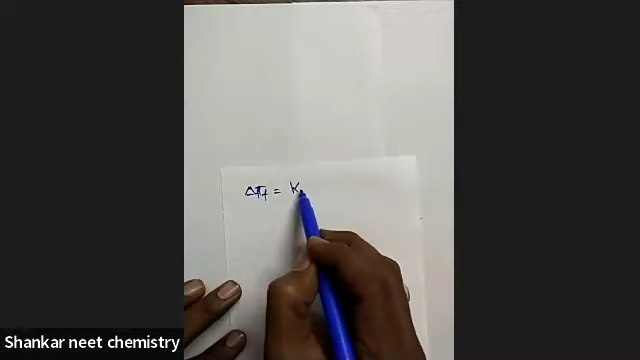 ΔTf = K
Shankar neet chemistry